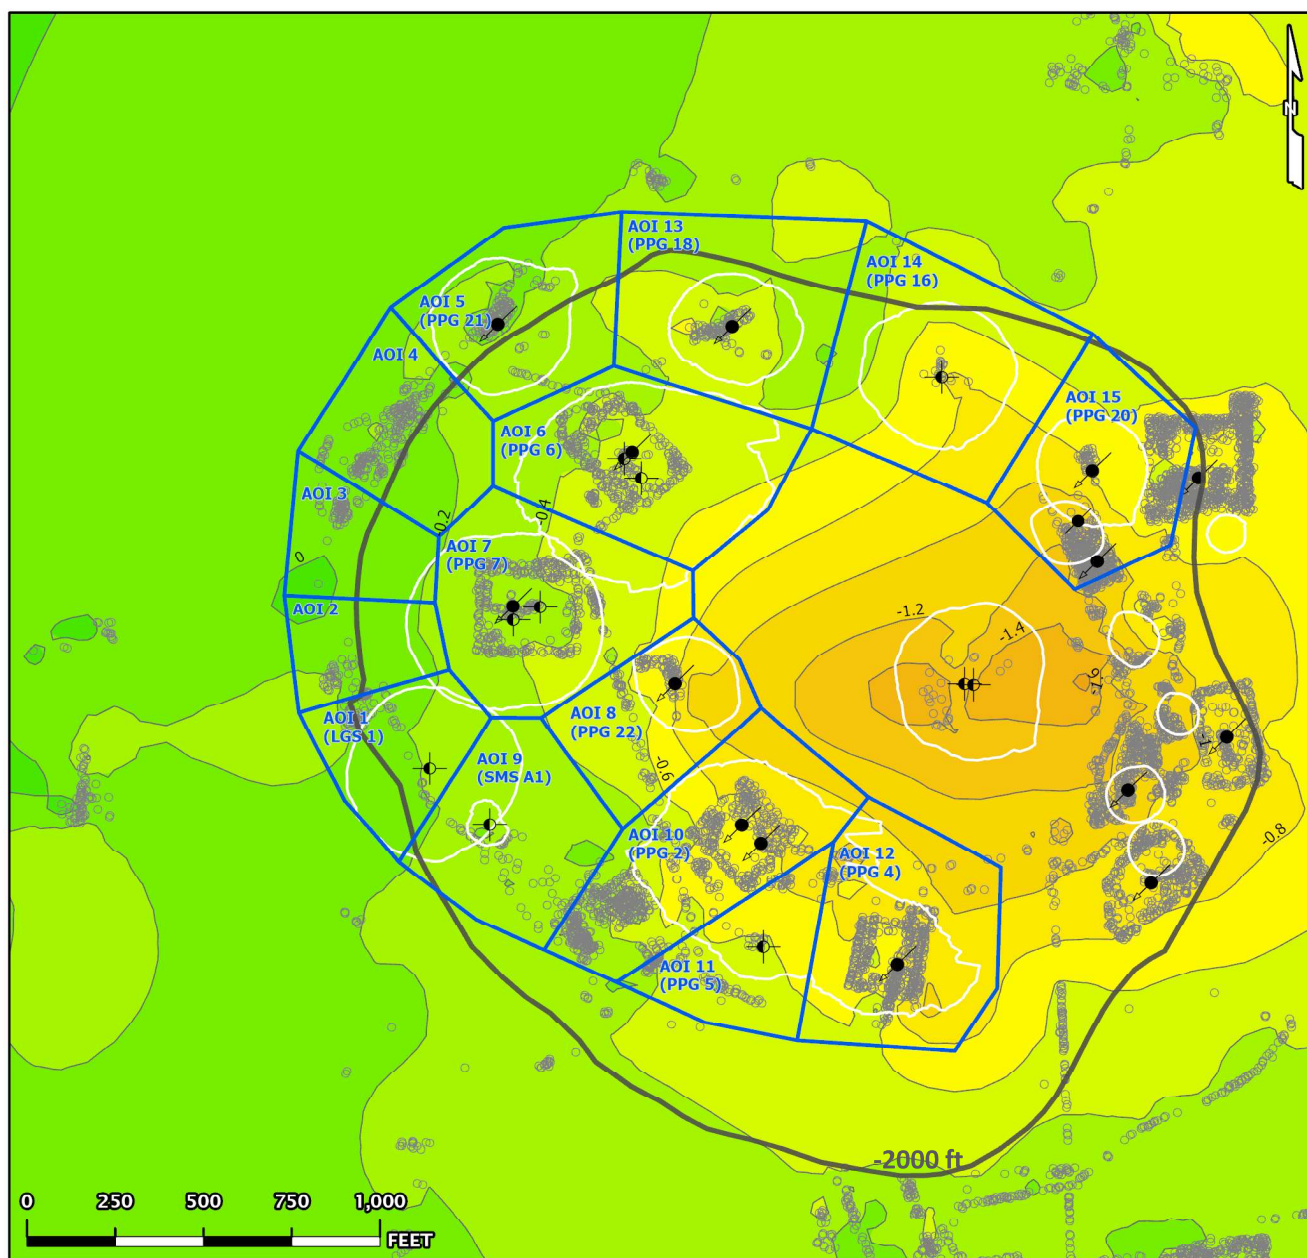 N
AOI 13
(PPG 18)
AOI 14
(PPG 16)
AOI 5
(PPG 21)
AOI 4
AOI 15
(PPG 20)
AOI 6
(PPG 6)
AOI 3
-0.2
-0.4
AOI 7
(PPG 7)
0
AOI 2
-1.2
-1.4
-1.6
AOI 1
(LGS 1)
AOI 8
(PPG 22)
-1
AOI 9
(SMS A1)
-0.6
AOI 10
(PPG 2)
AOI 12
(PPG 4)
-0.8
AOI 11
(PPG 5)
-2000 ft
0 250 500 750 1,000
FEET